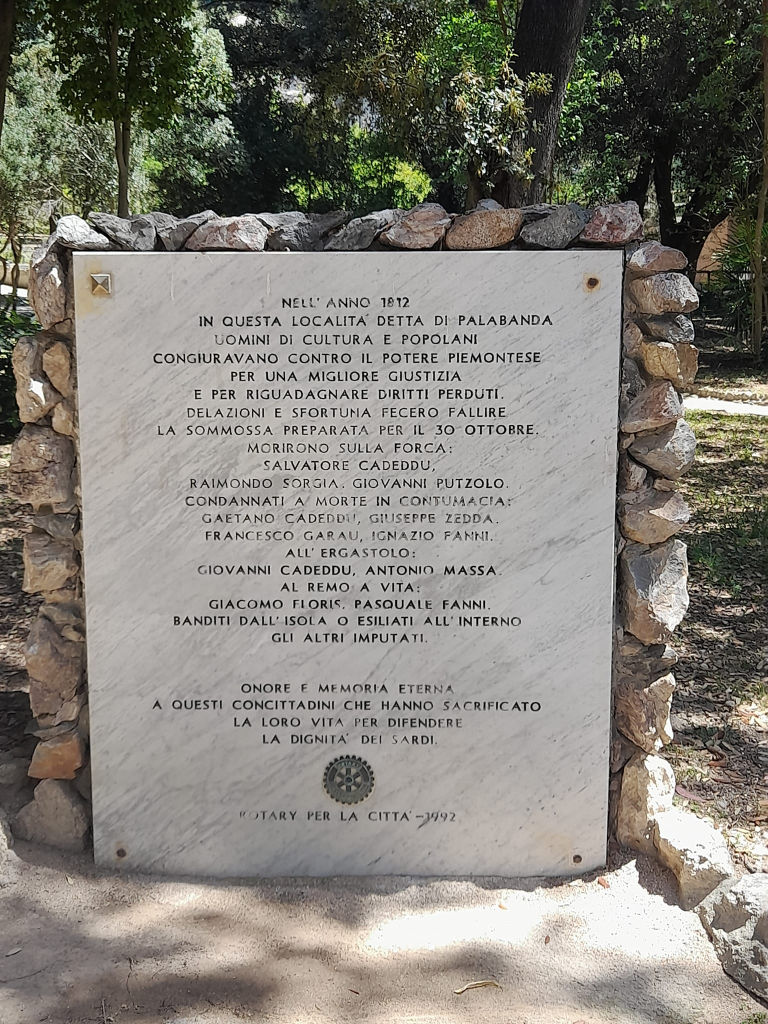 NELL' ANNO 1812
IN QUESTA LOCALITA' DETTA DI PALABANDA
UOMINI DI CULTURA E POPOLANI
CONGIURAVANO CONTRO IL POTERE PIEMONTESE
PER UNA MIGLIORE GIUSTIZIA
E PER RIGUADAGNARE DIRITTI PERDUTI.
DELAZIONI E SFORTUNA FECERO FALLIRE
LA SOMMOSSA PREPARATA PER IL 30 OTTOBRE.
MORIRONO SULLA FORCA:
SALVATORE CADEDDU,
RAIMONDO SORGIA. GIOVANNI PUTZOLO.
CONDANNATI A MORTE IN CONTUMACIA:
GAETANO CADEDDU, GIUSEPPE ZEDDA.
FRANCESCO GARAU, IGNAZIO FANNI.
ALL' ERGASTOLO:
GIOVANNI CADEDDU, ANTONIO MASSA.
AL REMO A VITA:
GIACOMO FLORIS. PASQUALE FANNI.
BANDITI DALL' ISOLA O ESILIATI ALL' INTERNO
GLI ALTRI IMPUTATI.
ONORE E MEMORIA ETERNA
A QUESTI CONCITTADINI CHE HANNO SACRIFICATO
LA LORO VITA PER DIFENDERE
LA DIGNITA' DEI SARDI.
ROTARY PER LA CITTA' - 1992